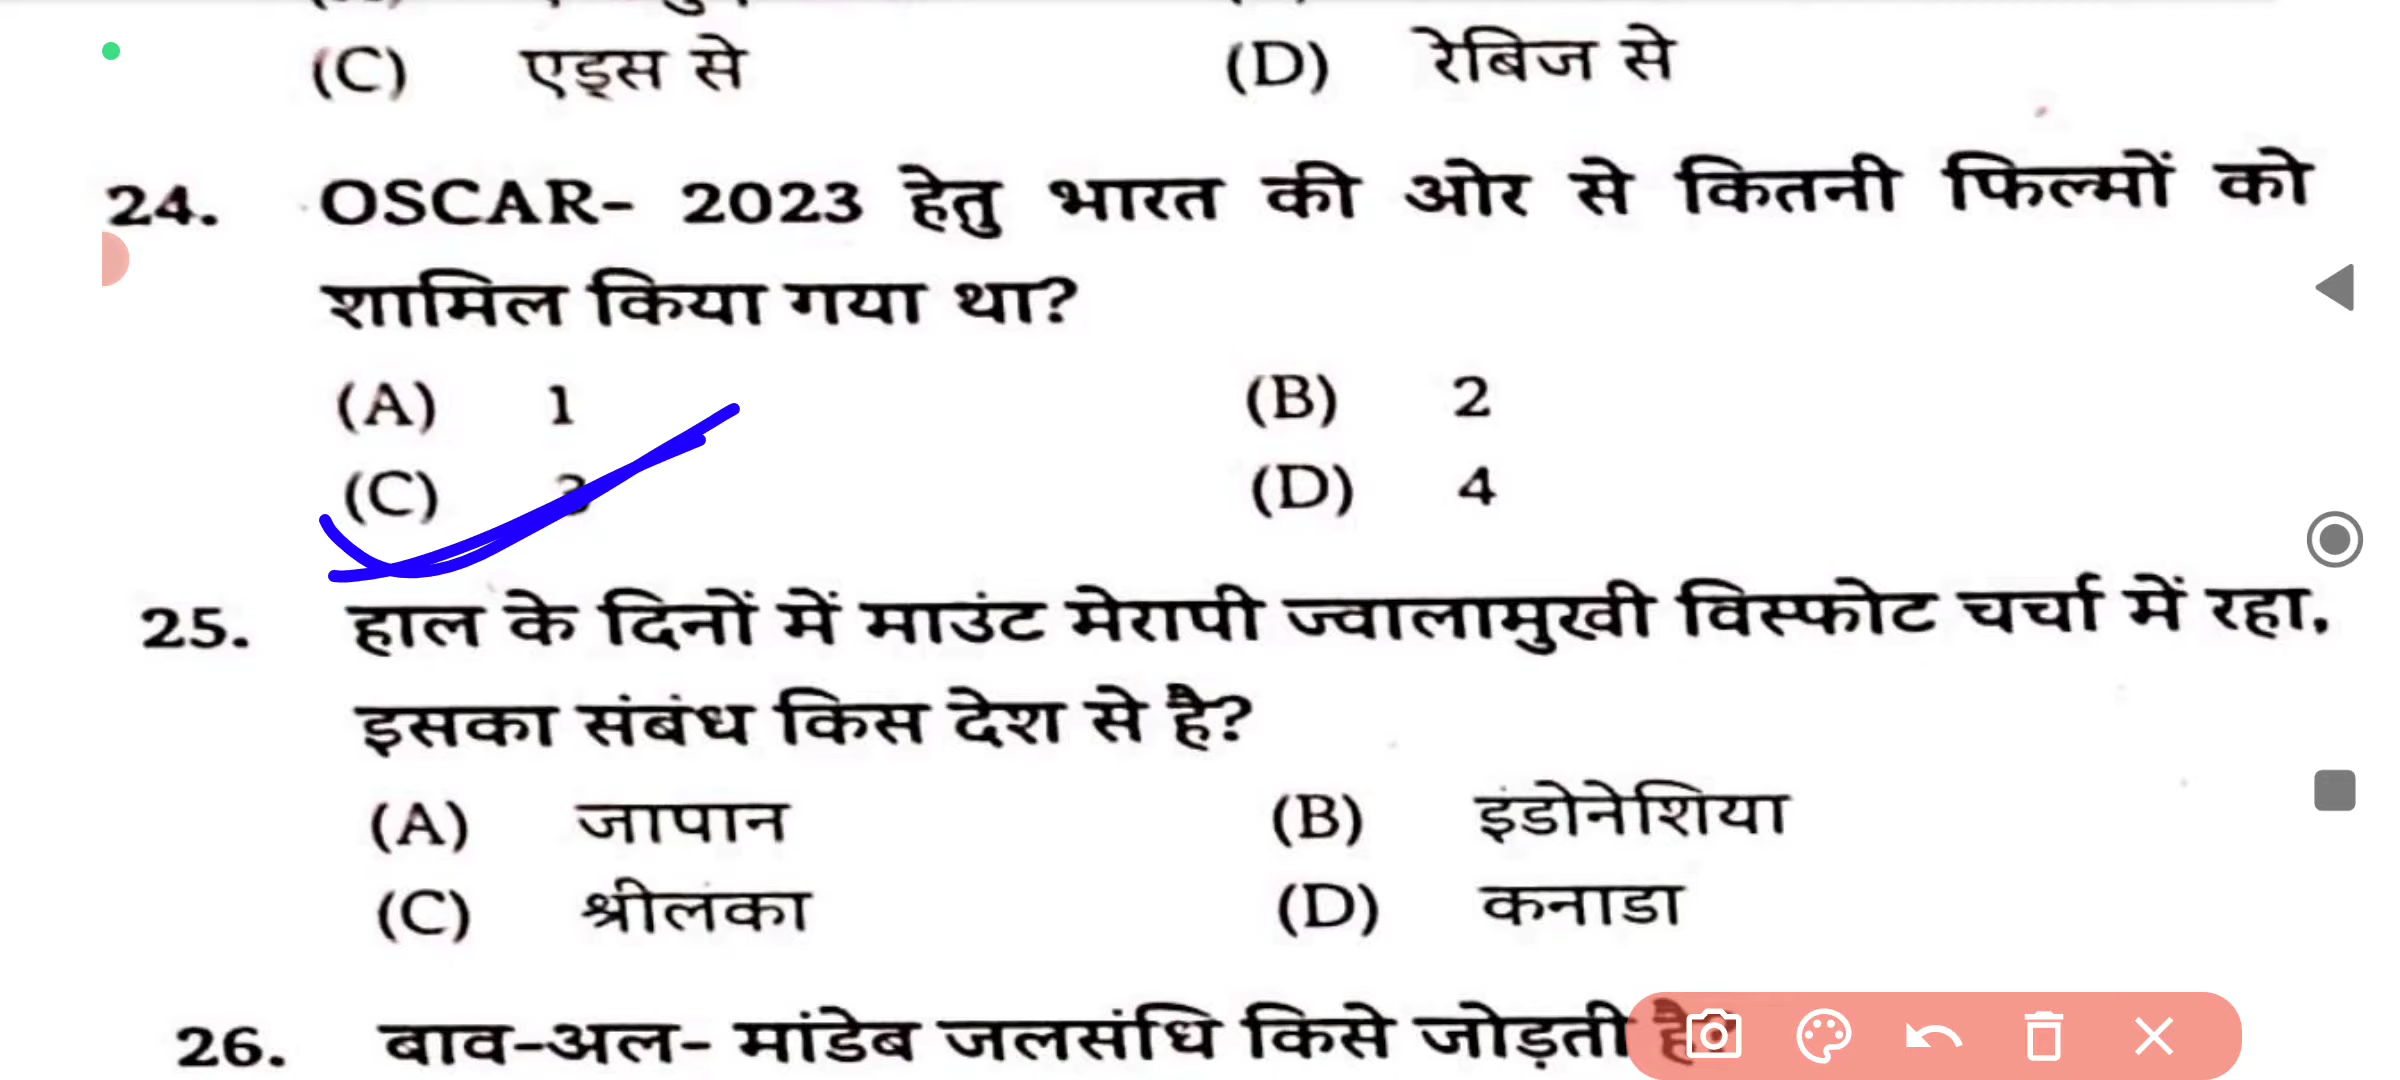 (C) एड्स से (D) रेबिज से
24. OSCAR- 2023 हेतु भारत की ओर से कितनी फिल्मों को
शामिल किया गया था?
(A) 1 (B) 2
(C) 3 (D) 4
25. हाल के दिनों में माउंट मेरापी ज्वालामुखी विस्फोट चर्चा में रहा,
इसका संबंध किस देश से है?
(A) जापान (B) इंडोनेशिया
(C) श्रीलंका (D) कनाडा
26. बाव-अल- मांडेब जलसंधि किसे जोड़ती है